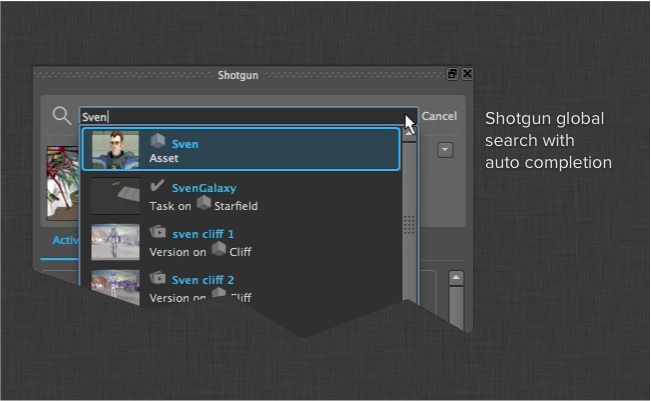 Shotgun
Sven
Cancel
Sven
Asset
SvenGalaxy
Task on Starfield
sven cliff 1
Version on Cliff
Activ
Sven cliff 2
Version on Cliff
Shotgun global
search with
auto completion